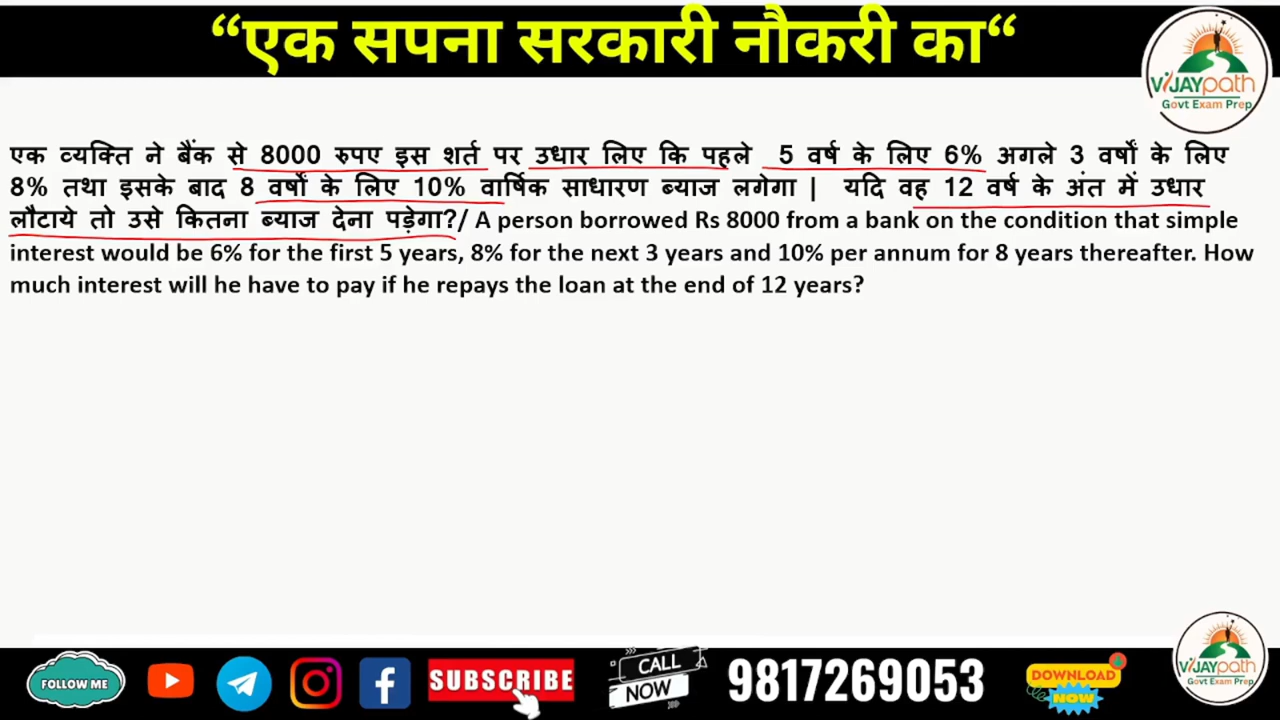 “एक सपना सरकारी नौकरी का“
VIJAYpath
Govt Exam Prep
एक व्यक्ति ने बैंक से 8000 रुपए इस शर्त पर उधार लिए कि पहले 5 वर्ष के लिए 6% अगले 3 वर्षों के लिए
8% तथा इसके बाद 8 वर्षों के लिए 10% वार्षिक साधारण ब्याज लगेगा | यदि वह 12 वर्ष के अंत में उधार
लौटाये तो उसे कितना ब्याज देना पड़ेगा?/ A person borrowed Rs 8000 from a bank on the condition that simple
interest would be 6% for the first 5 years, 8% for the next 3 years and 10% per annum for 8 years thereafter. How
much interest will he have to pay if he repays the loan at the end of 12 years?
FOLLOW ME
SUBSCRIBE
CALL
NOW
9817269053
DOWNLOAD
NOW
VIJAYpath
Govt Exam Prep